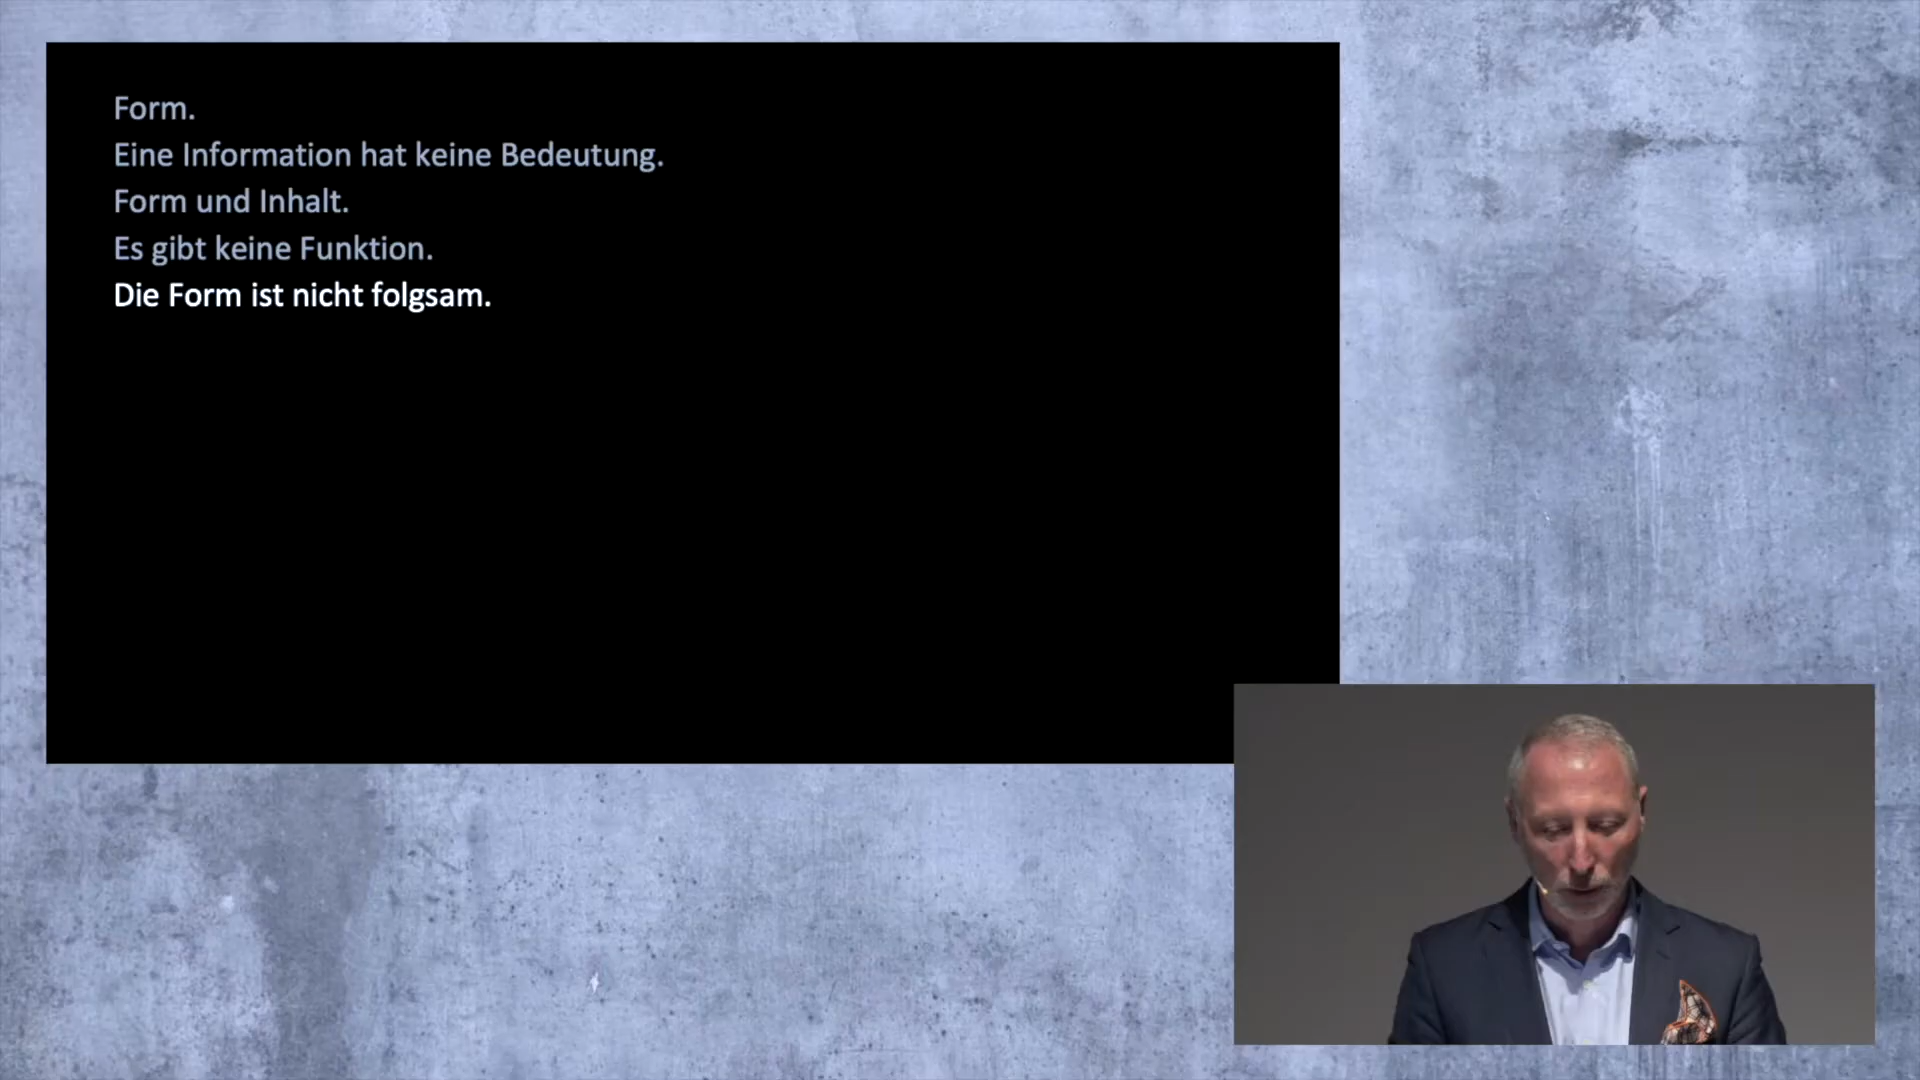 Form.
Eine Information hat keine Bedeutung.
Form und Inhalt.
Es gibt keine Funktion.
Die Form ist nicht folgsam.